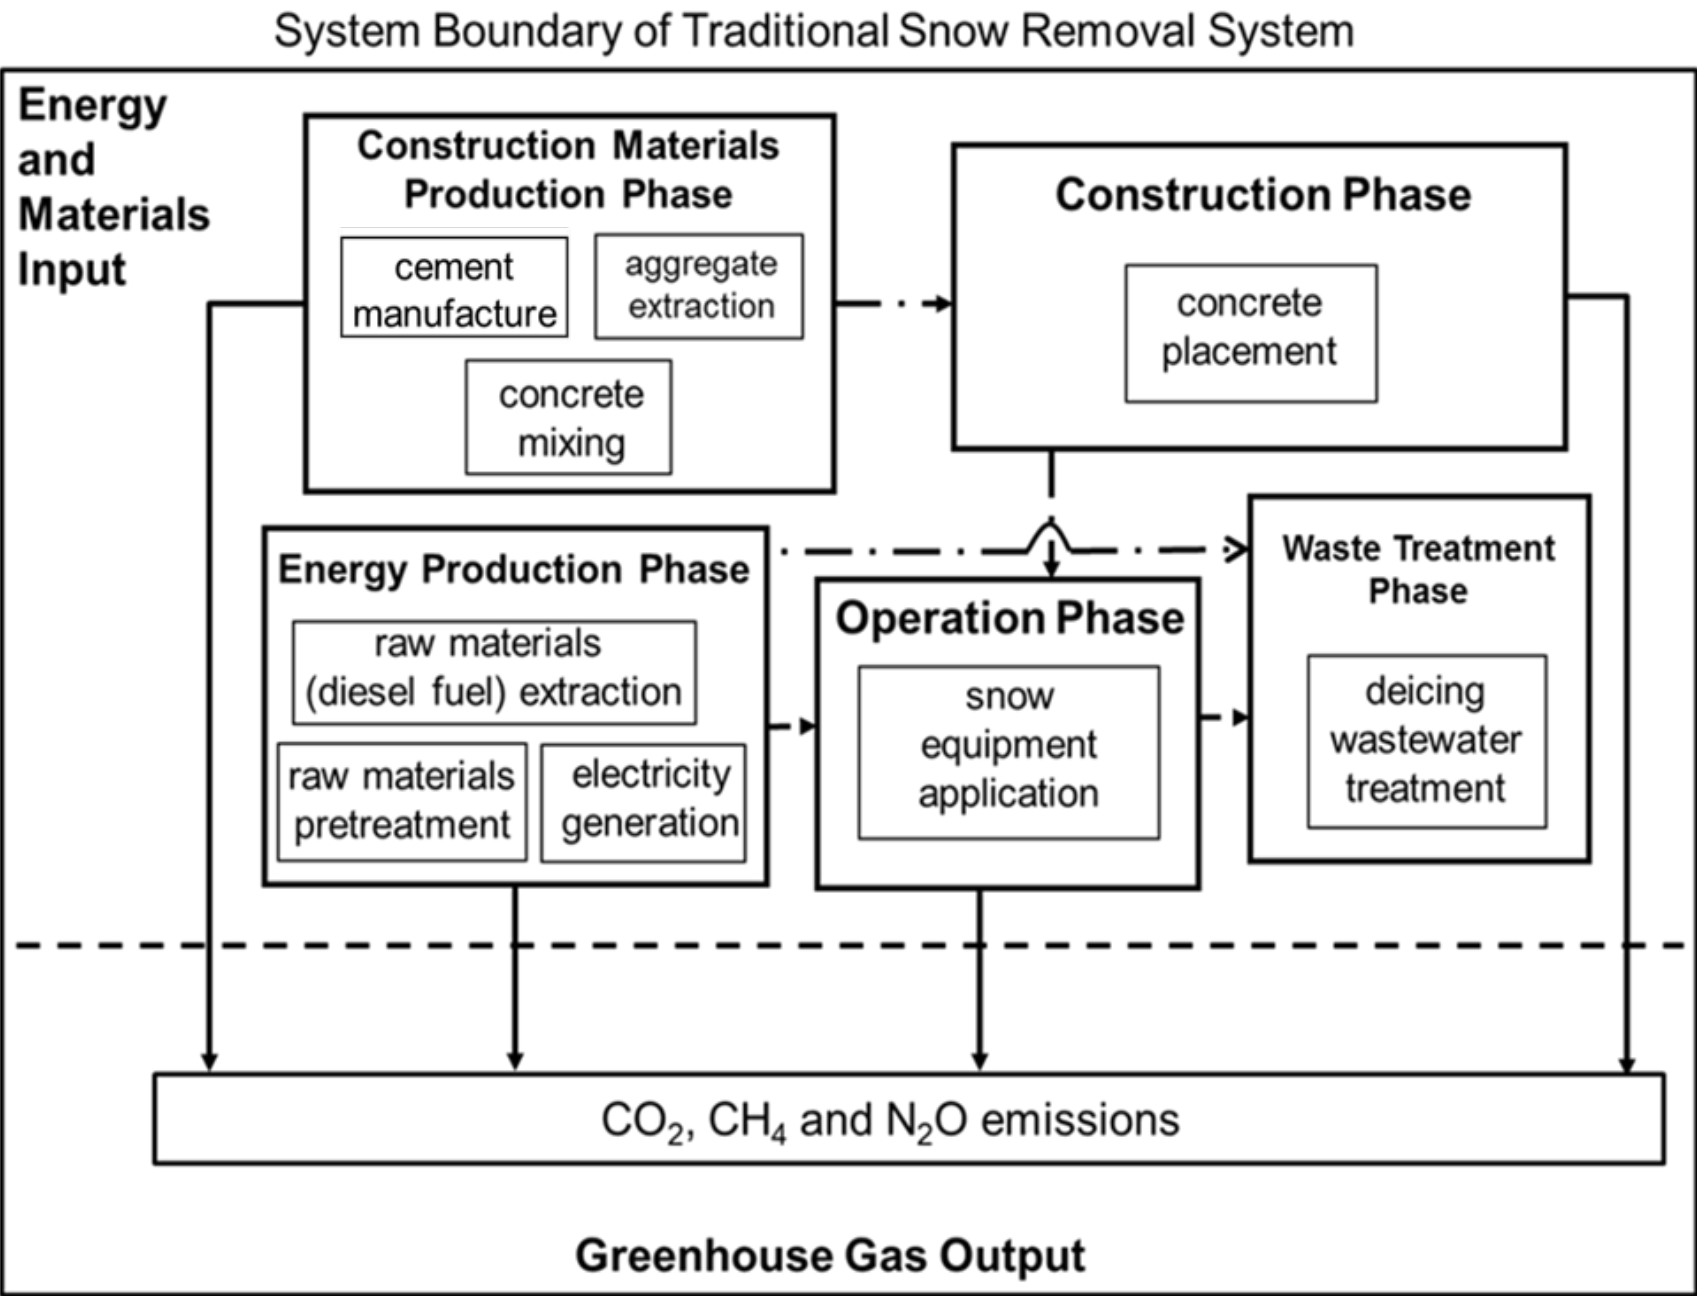 System Boundary of Traditional Snow Removal System
Energy
and
Materials
Input
Construction Materials
Production Phase
cement
manufacture
aggregate
extraction
concrete
mixing
Construction Phase
concrete
placement
Energy Production Phase
raw materials
(diesel fuel) extraction
raw materials
pretreatment
electricity
generation
Operation Phase
snow
equipment
application
Waste Treatment
Phase
deicing
wastewater
treatment
CO₂, CH₄ and N₂O emissions
Greenhouse Gas Output